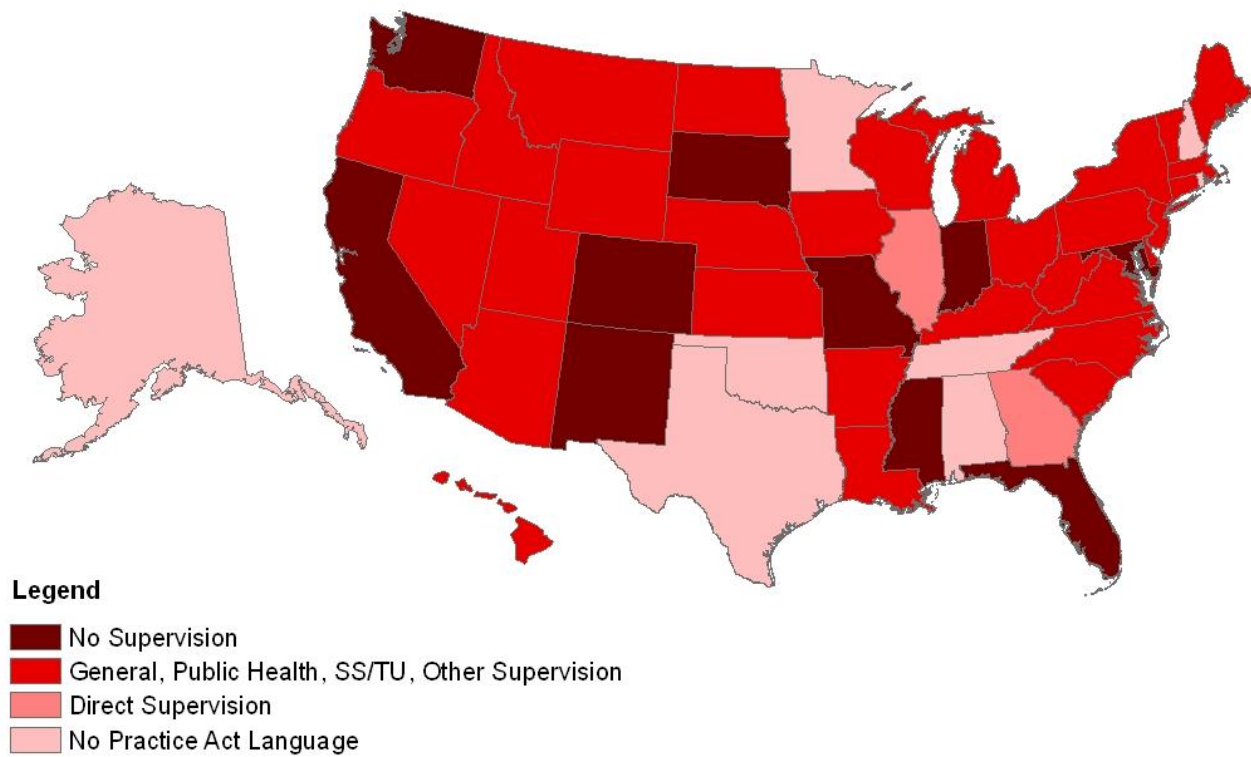 Legend
No Supervision
General, Public Health, SS/TU, Other Supervision
Direct Supervision
No Practice Act Language